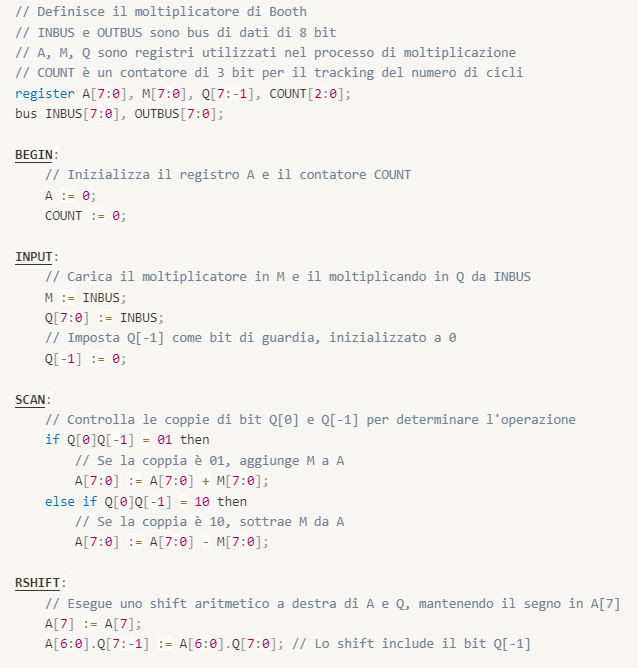 // Definisce il moltiplicatore di Booth
// INBUS e OUTBUS sono bus di dati di 8 bit
// A, M, Q sono registri utilizzati nel processo di moltiplicazione
// COUNT è un contatore di 3 bit per il tracking del numero di cicli
register A[7:0], M[7:0], Q[7:-1], COUNT[2:0];
bus INBUS[7:0], OUTBUS[7:0];

BEGIN:
    // Inizializza il registro A e il contatore COUNT
    A := 0;
    COUNT := 0;

INPUT:
    // Carica il moltiplicatore in M e il moltiplicando in Q da INBUS
    M := INBUS;
    Q[7:0] := INBUS;
    // Imposta Q[-1] come bit di guardia, inizializzato a 0
    Q[-1] := 0;

SCAN:
    // Controlla le coppie di bit Q[0] e Q[-1] per determinare l'operazione
    if Q[0]Q[-1] = 01 then
        // Se la coppia è 01, aggiunge M a A
        A[7:0] := A[7:0] + M[7:0];
    else if Q[0]Q[-1] = 10 then
        // Se la coppia è 10, sottrae M da A
        A[7:0] := A[7:0] - M[7:0];

RSHIFT:
    // Esegue uno shift aritmetico a destra di A e Q, mantenendo il segno in A[7]
    A[7] := A[7];
    A[6:0].Q[7:-1] := A[6:0].Q[7:0]; // Lo shift include il bit Q[-1]